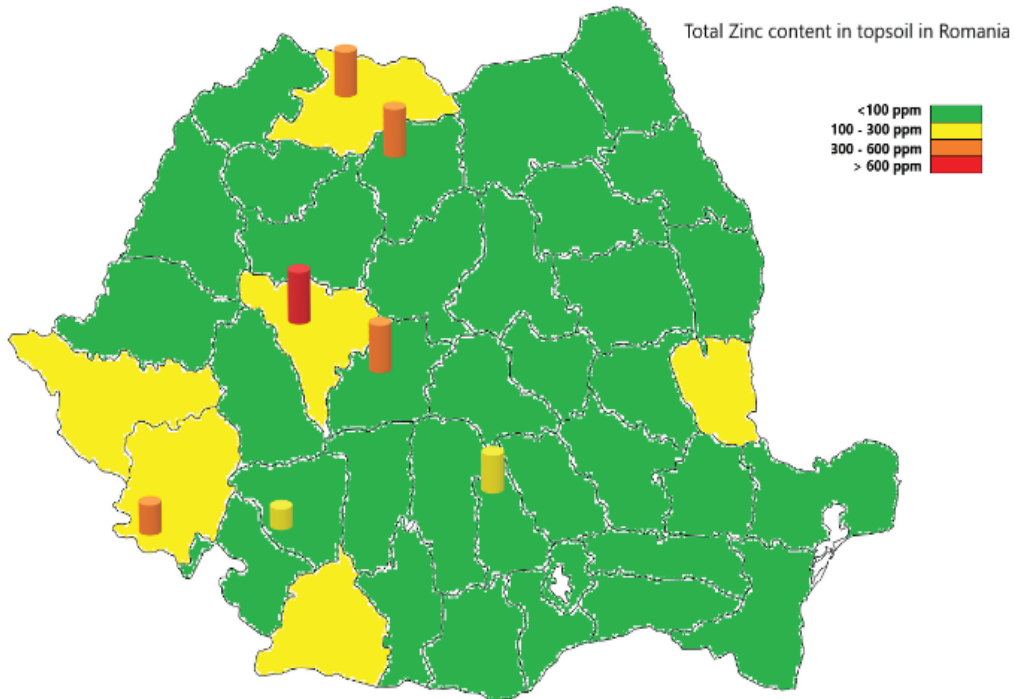 Total Zinc content in topsoil in Romania
<100 ppm
100 - 300 ppm
300 - 600 ppm
> 600 ppm